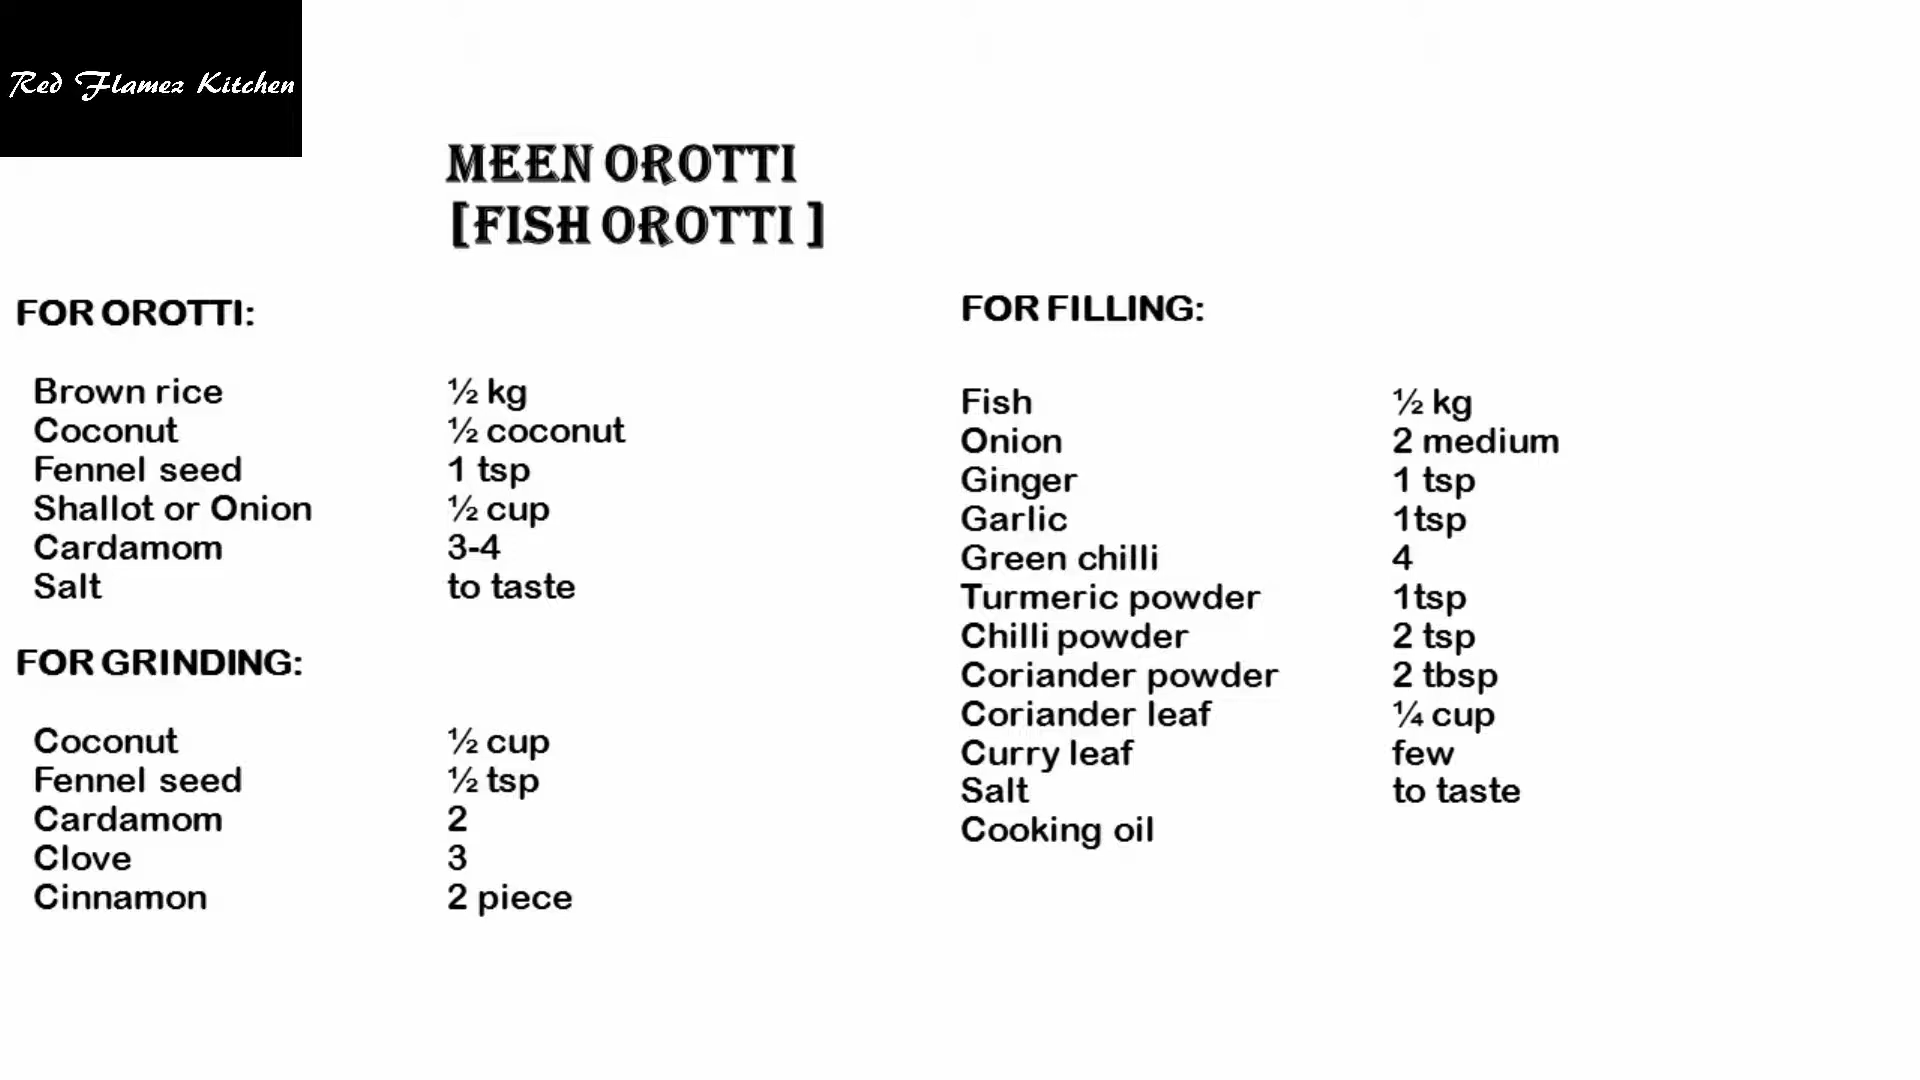 Red Flamez Kitchen
MEEN OROTTI
[FISH OROTTI ]
FOR OROTTI:
Brown rice ½ kg
Coconut ½ coconut
Fennel seed 1 tsp
Shallot or Onion ½ cup
Cardamom 3-4
Salt to taste
FOR GRINDING:
Coconut ½ cup
Fennel seed ½ tsp
Cardamom 2
Clove 3
Cinnamon 2 piece
FOR FILLING:
Fish ½ kg
Onion 2 medium
Ginger 1 tsp
Garlic 1tsp
Green chilli 4
Turmeric powder 1tsp
Chilli powder 2 tsp
Coriander powder 2 tbsp
Coriander leaf ¼ cup
Curry leaf few
Salt to taste
Cooking oil